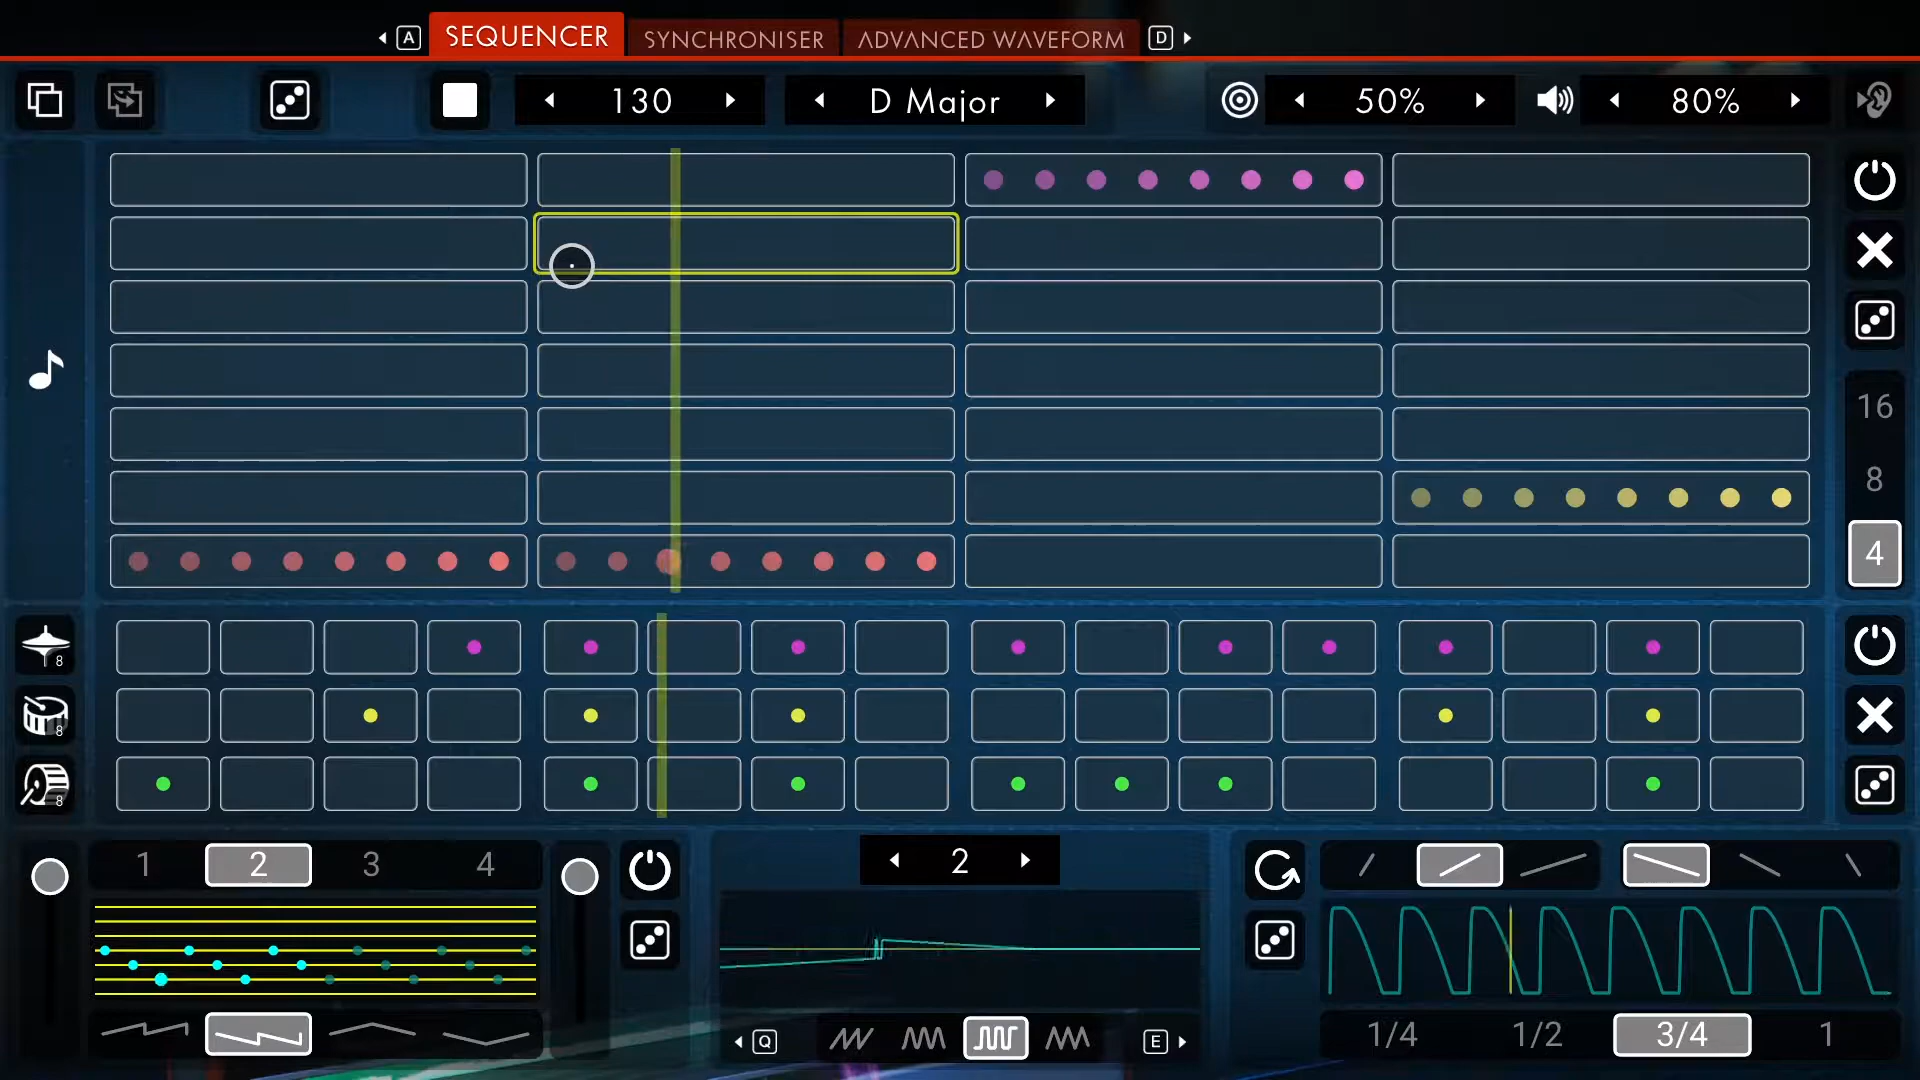 A SEQUENCER SYNCHRONISER ADVANCED WAVEFORM D
130 D Major 50% 80%
16
8
4
8
8
8
1 2 3 4
2
Q E
1/4 1/2 3/4 1